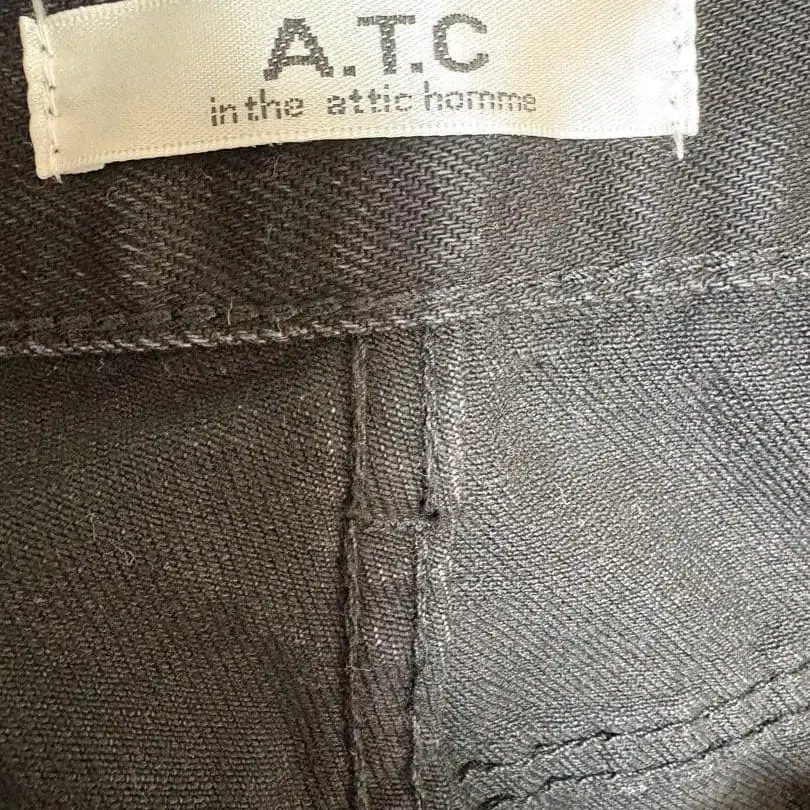 A.T.C
in the attic homme